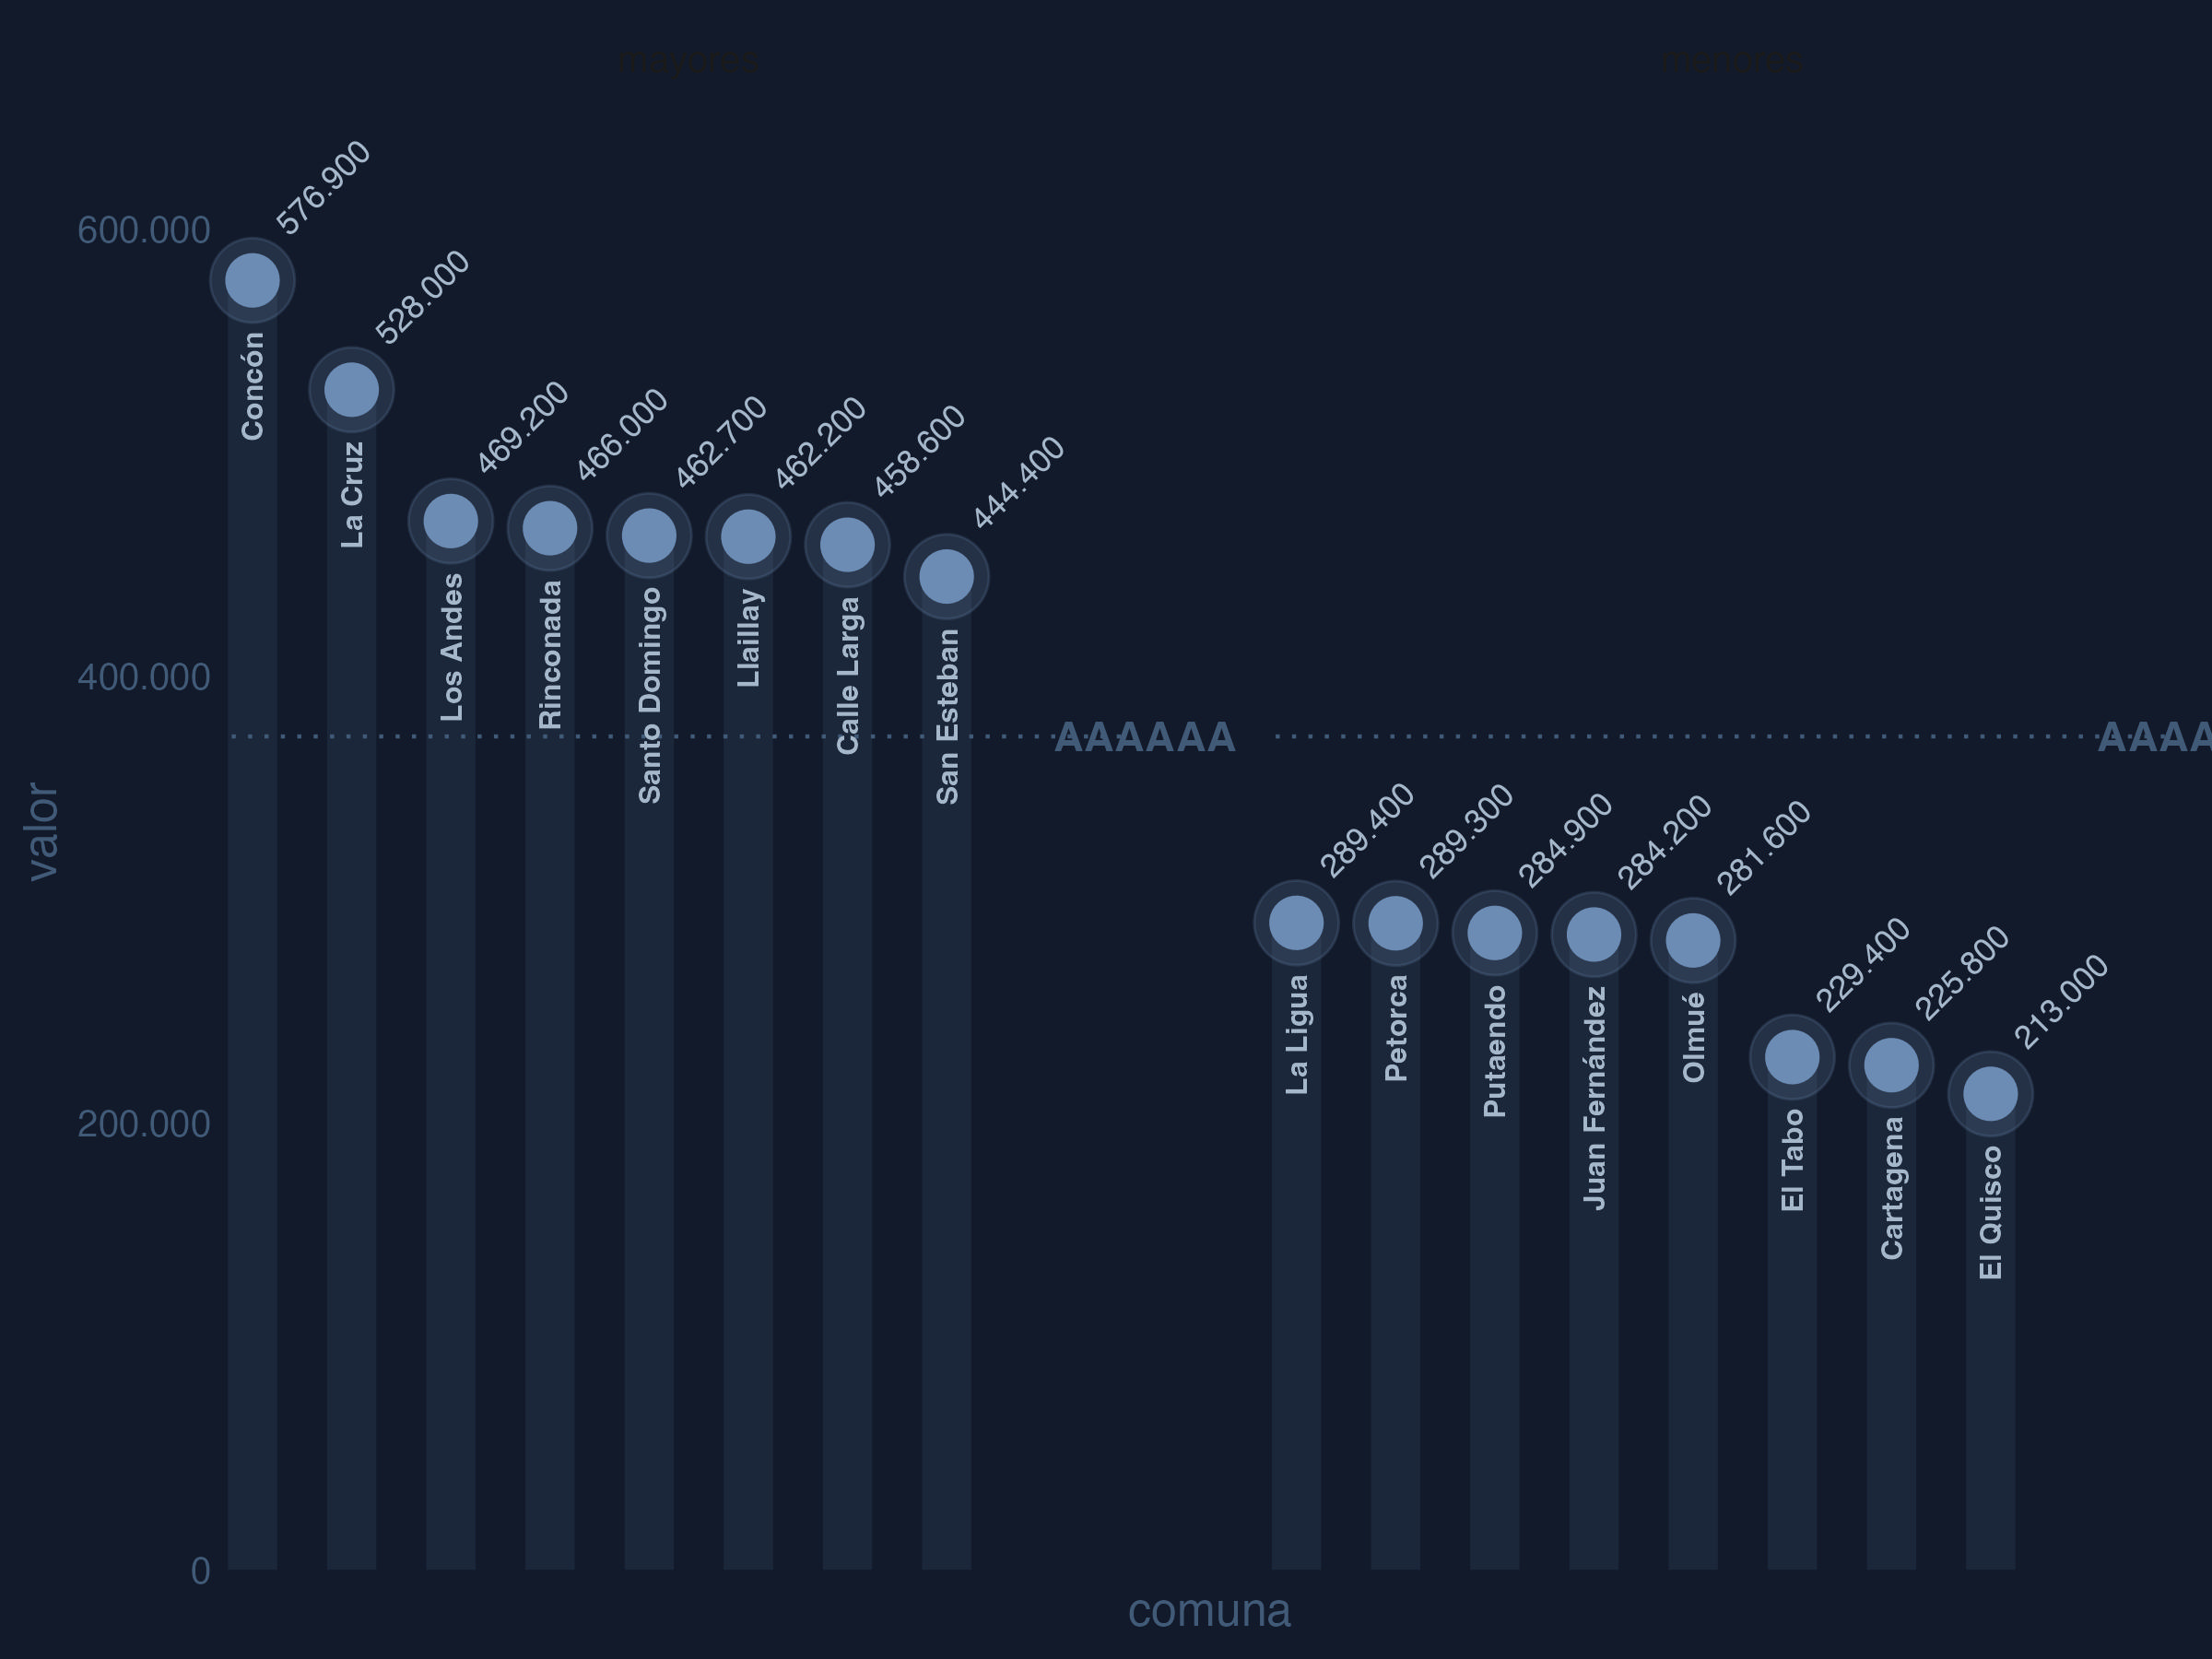 mayores
menores
valor
600.000
400.000
200.000
0
576.900
Concón
528.000
La Cruz
469.200
Los Andes
466.000
Rinconada
462.700
Santo Domingo
462.200
Llaillay
458.600
Calle Larga
444.400
San Esteban
AAAAAA
289.400
La Ligua
289.300
Petorca
284.900
Putaendo
284.200
Juan Fernández
281.600
Olmué
229.400
El Tabo
225.800
Cartagena
213.000
El Quisco
AAAA
comuna